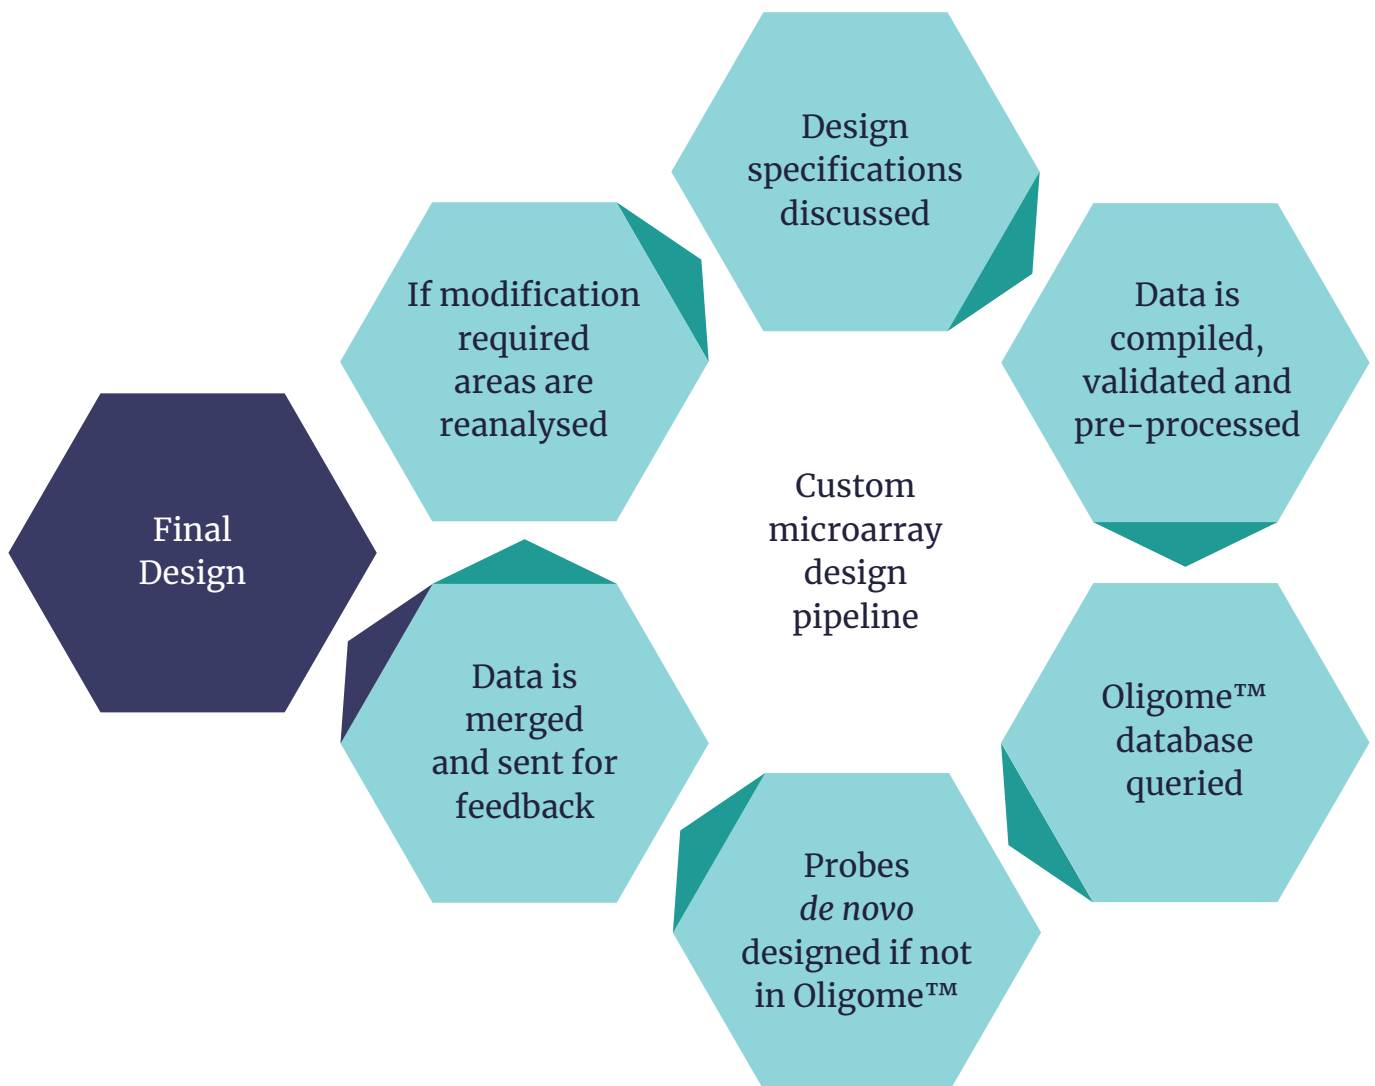 Design
specifications
discussed
Data is
compiled,
validated and
pre-processed
Oligome™
database
queried
Probes
de novo
designed if not
in Oligome™
Data is
merged
and sent for
feedback
If modification
required
areas are
reanalysed
Final
Design
Custom
microarray
design
pipeline